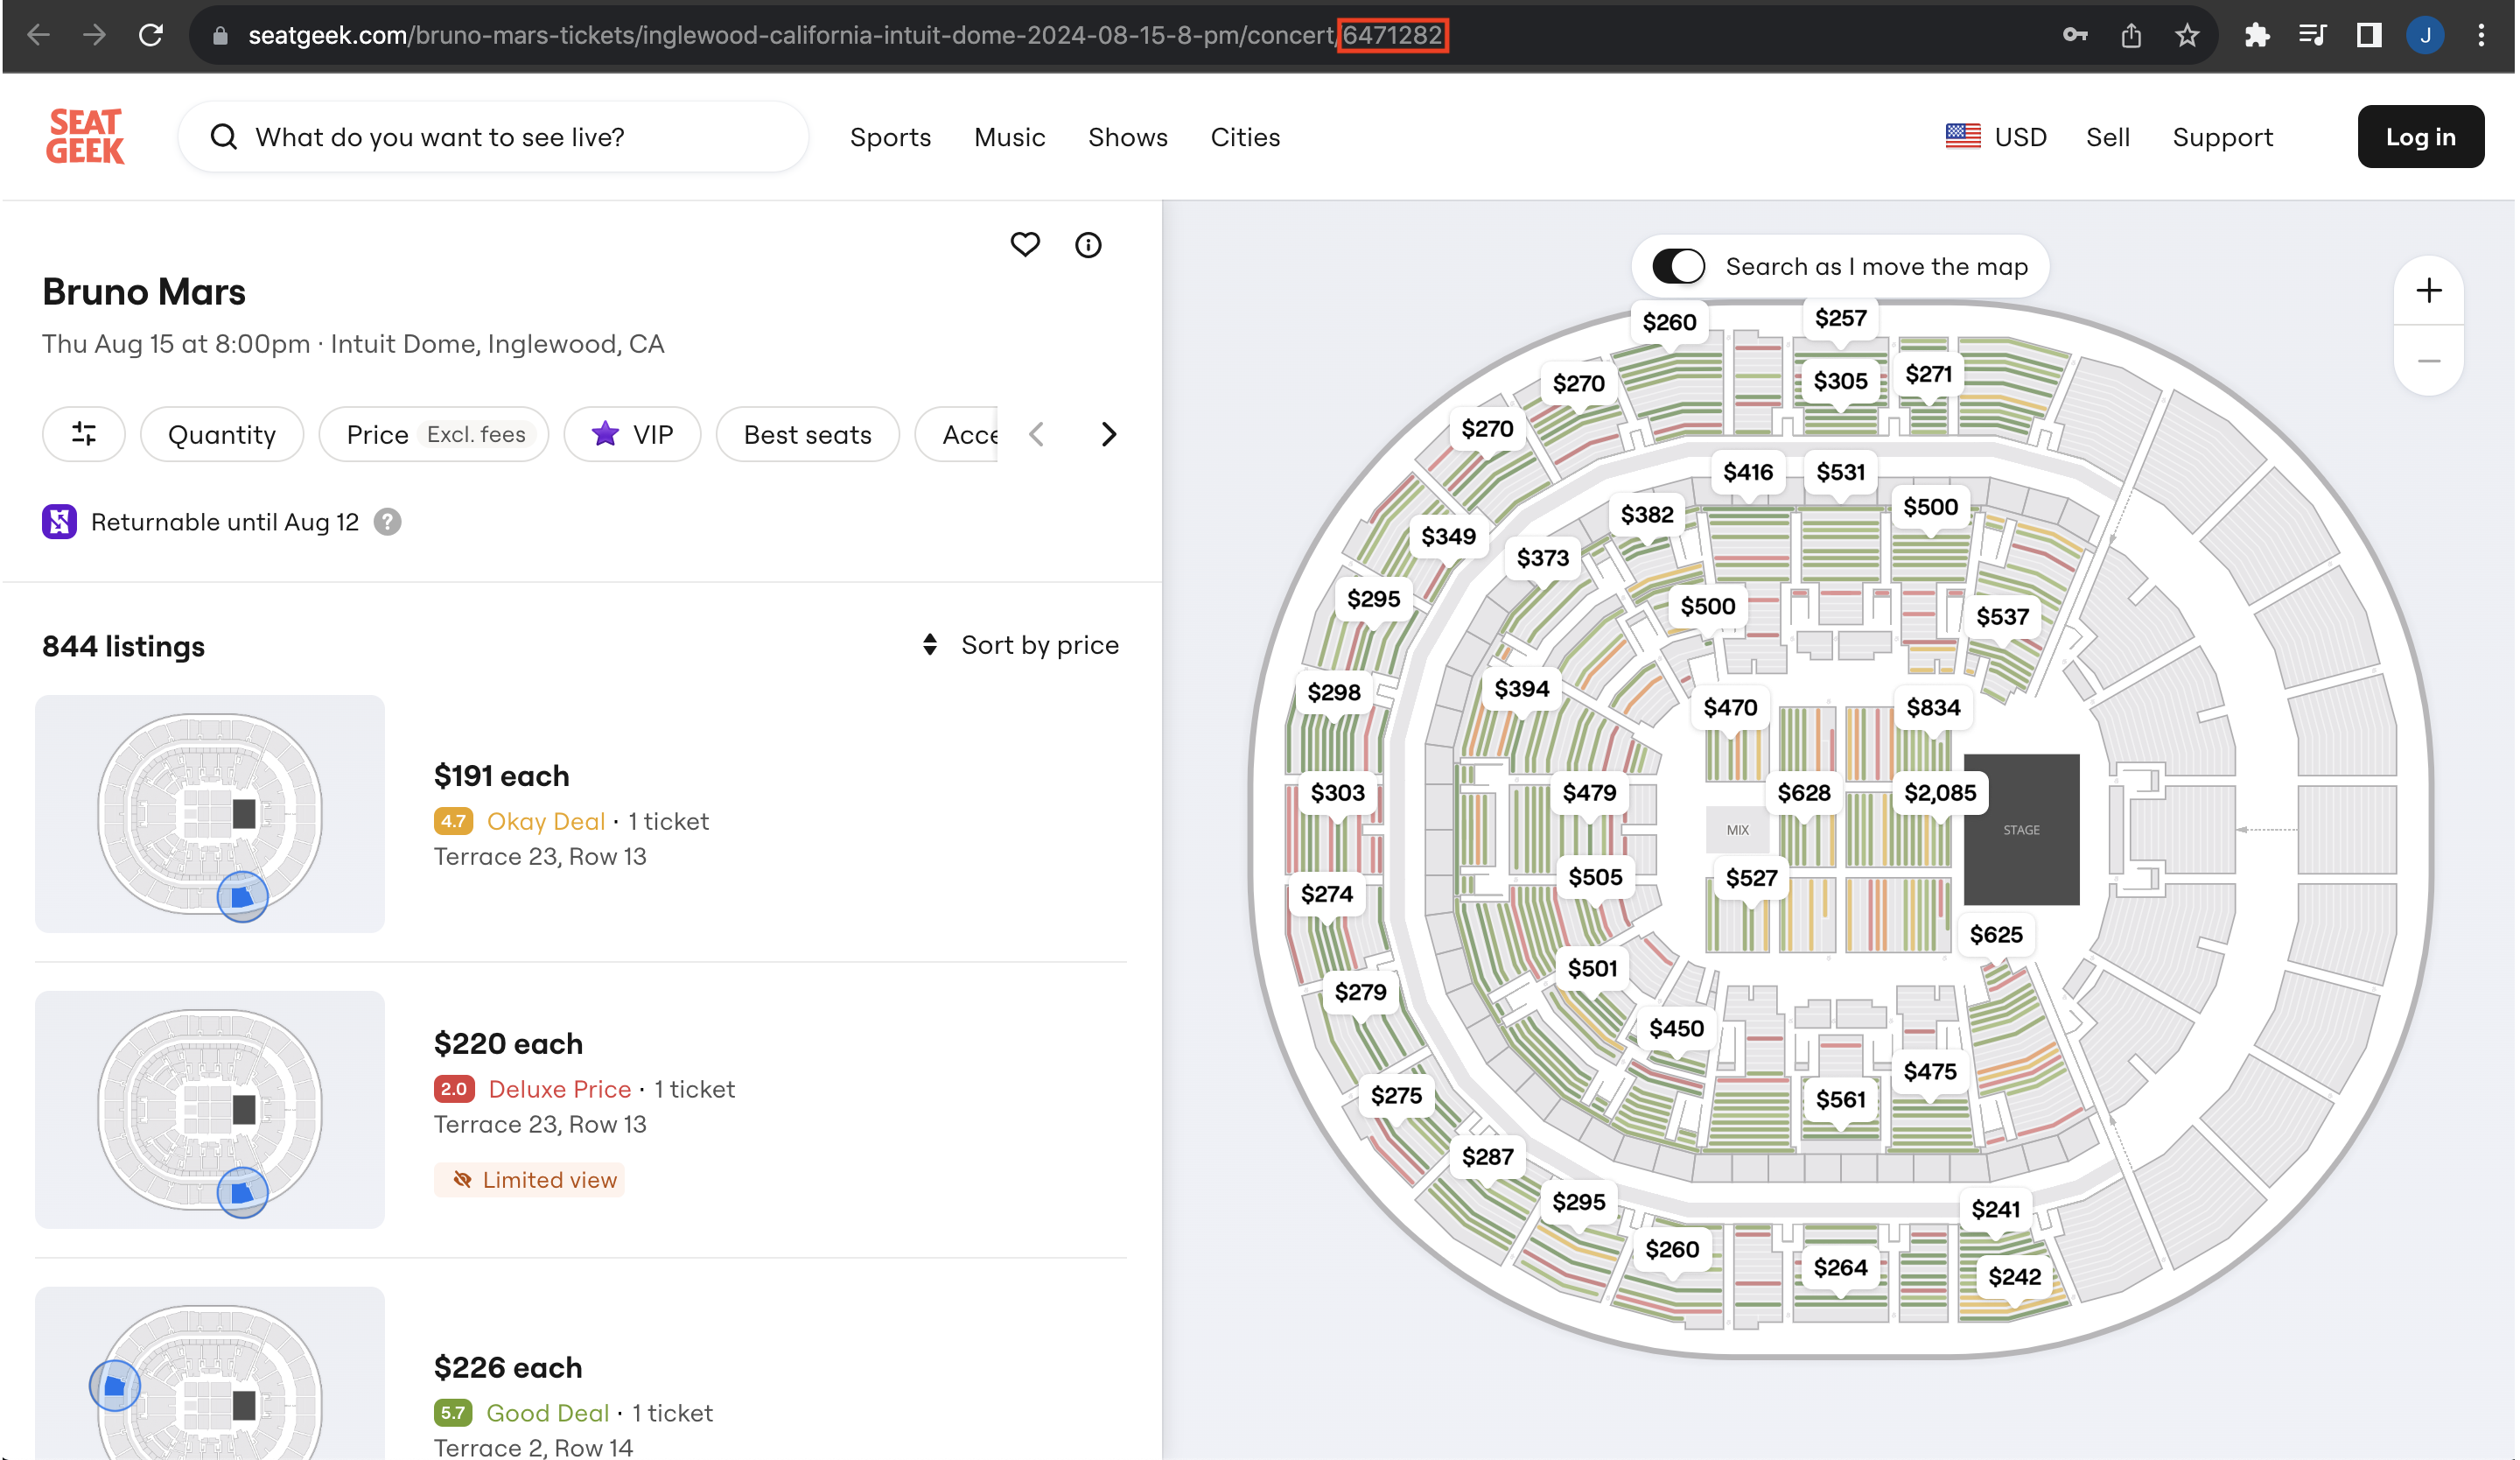 seatgeek.com/bruno-mars-tickets/inglewood-california-intuit-dome-2024-08-15-8-pm/concert/6471282
J
SEAT
GEEK
What do you want to see live?
Sports
Music
Shows
Cities
USD
Sell
Support
Log in
Bruno Mars
Thu Aug 15 at 8:00pm · Intuit Dome, Inglewood, CA
Quantity
Price Excl. fees
VIP
Best seats
Acce
Returnable until Aug 12 ?
844 listings
Sort by price
$191 each
4.7 Okay Deal · 1 ticket
Terrace 23, Row 13
$220 each
2.0 Deluxe Price · 1 ticket
Terrace 23, Row 13
Limited view
$226 each
5.7 Good Deal · 1 ticket
Terrace 2, Row 14
Search as I move the map
$260
$257
$270
$305
$271
$270
$416
$531
$382
$500
$349
$373
$295
$500
$537
$394
$298
$470
$834
$303
$479
$628
$2,085
MIX
STAGE
$505
$527
$274
$625
$501
$279
$450
$475
$275
$561
$287
$295
$241
$260
$264
$242